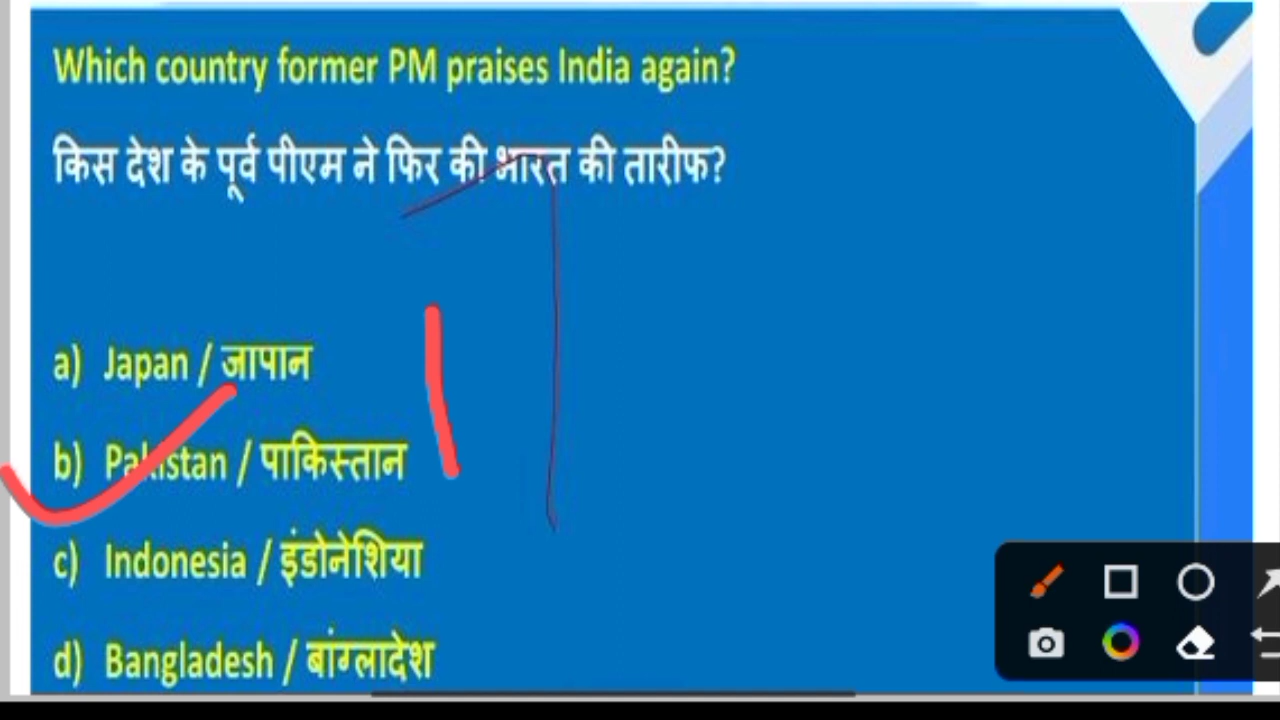 Which country former PM praises India again?
किस देश के पूर्व पीएम ने फिर की भारत की तारीफ?
a) Japan / जापान
b) Pakistan / पाकिस्तान
c) Indonesia / इंडोनेशिया
d) Bangladesh / बांग्लादेश